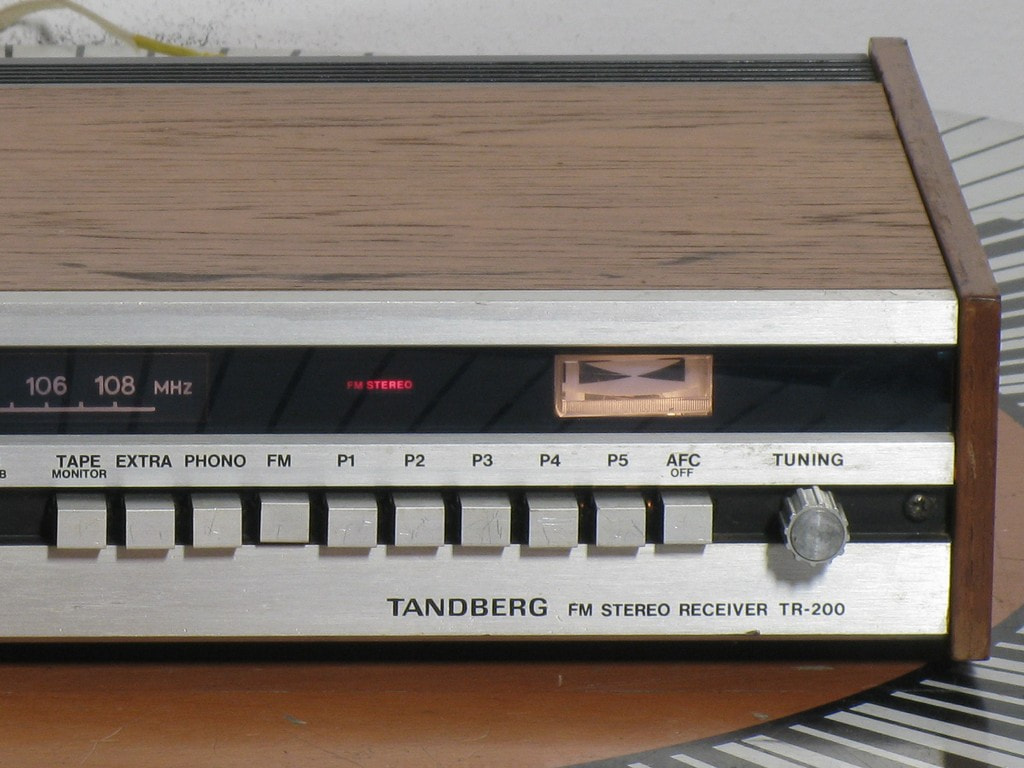 106 108 MHz
FM STEREO
TAPE MONITOR EXTRA PHONO FM P1 P2 P3 P4 P5 AFC OFF TUNING
B
TANDBERG FM STEREO RECEIVER TR-200